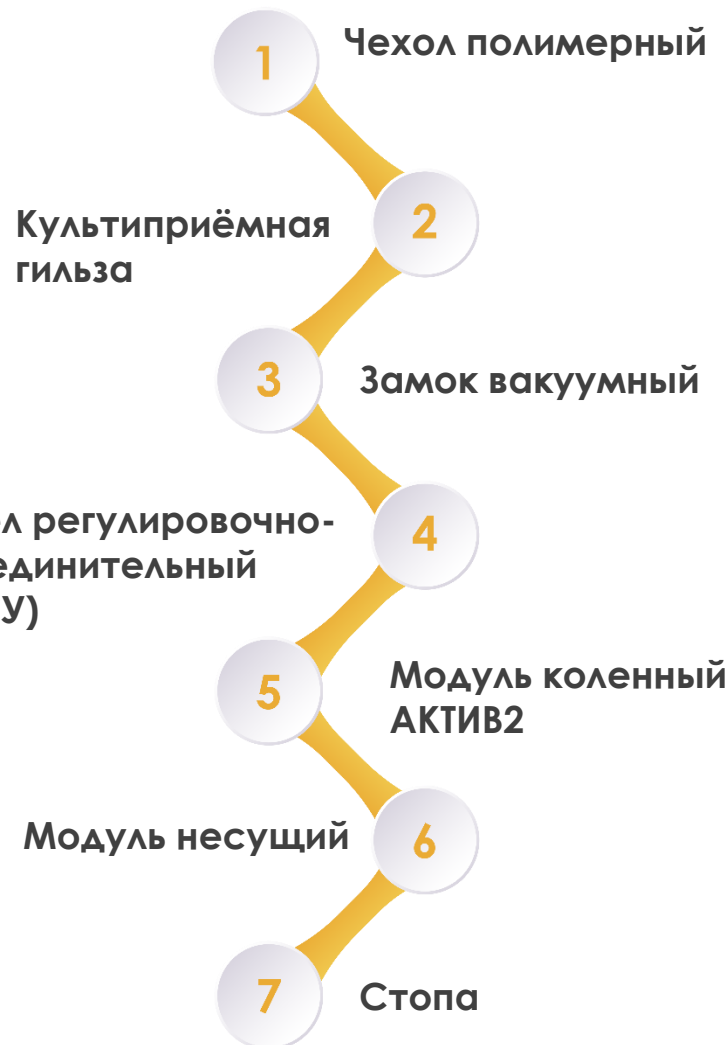 1
Чехол полимерный
Культиприёмная
гильза
2
3
Замок вакуумный
регулировочно-
4
5
Модуль коленный
АКТИВ2
Модуль несущий
6
7
Стопа